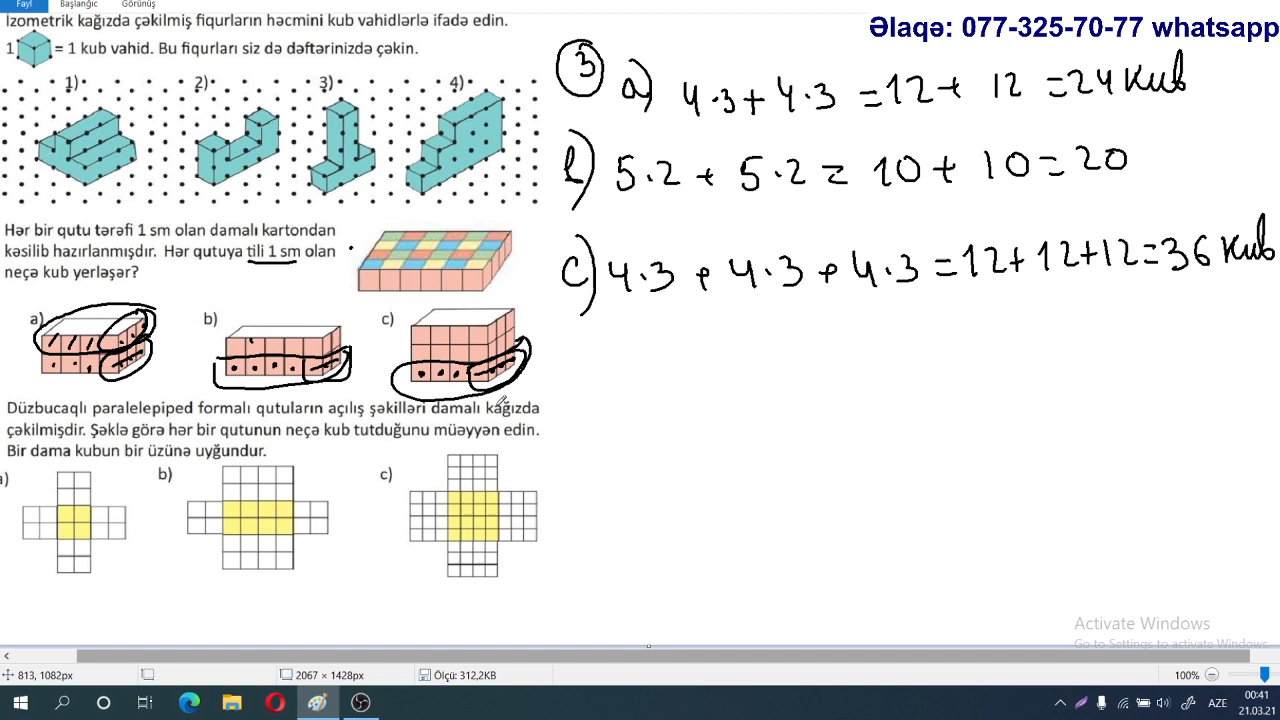 Fayl Başlanğıc Görünüş
İzometrik kağızda çəkilmiş fiqurların həcmini kub vahidlərlə ifadə edin.
1 = 1 kub vahid. Bu fiqurları siz də dəftərinizdə çəkin.
1) 2) 3) 4)
Hər bir qutu tərəfi 1 sm olan damalı kartondan
kəsilib hazırlanmışdır. Hər qutuya tili 1 sm olan
neçə kub yerləşər?
a) b) c)
Düzbucaqlı paralelepiped formalı qutuların açılış şəkilləri damalı kağızda
çəkilmişdir. Şəklə görə hər bir qutunun neçə kub tutduğunu müəyyən edin.
Bir dama kubun bir üzünə uyğundur.
a) b) c)
Əlaqə: 077-325-70-77 whatsapp
3 a) 4·3+4·3=12+12=24 kub
b) 5·2+5·2=10+10=20
c) 4·3+4·3+4·3=12+12+12=36 kub
Activate Windows
Go to Settings to activate Windows.
813, 1082px 2067 × 1428px Ölçü: 312,2KB 100%
AZE 00:41
21.03.21